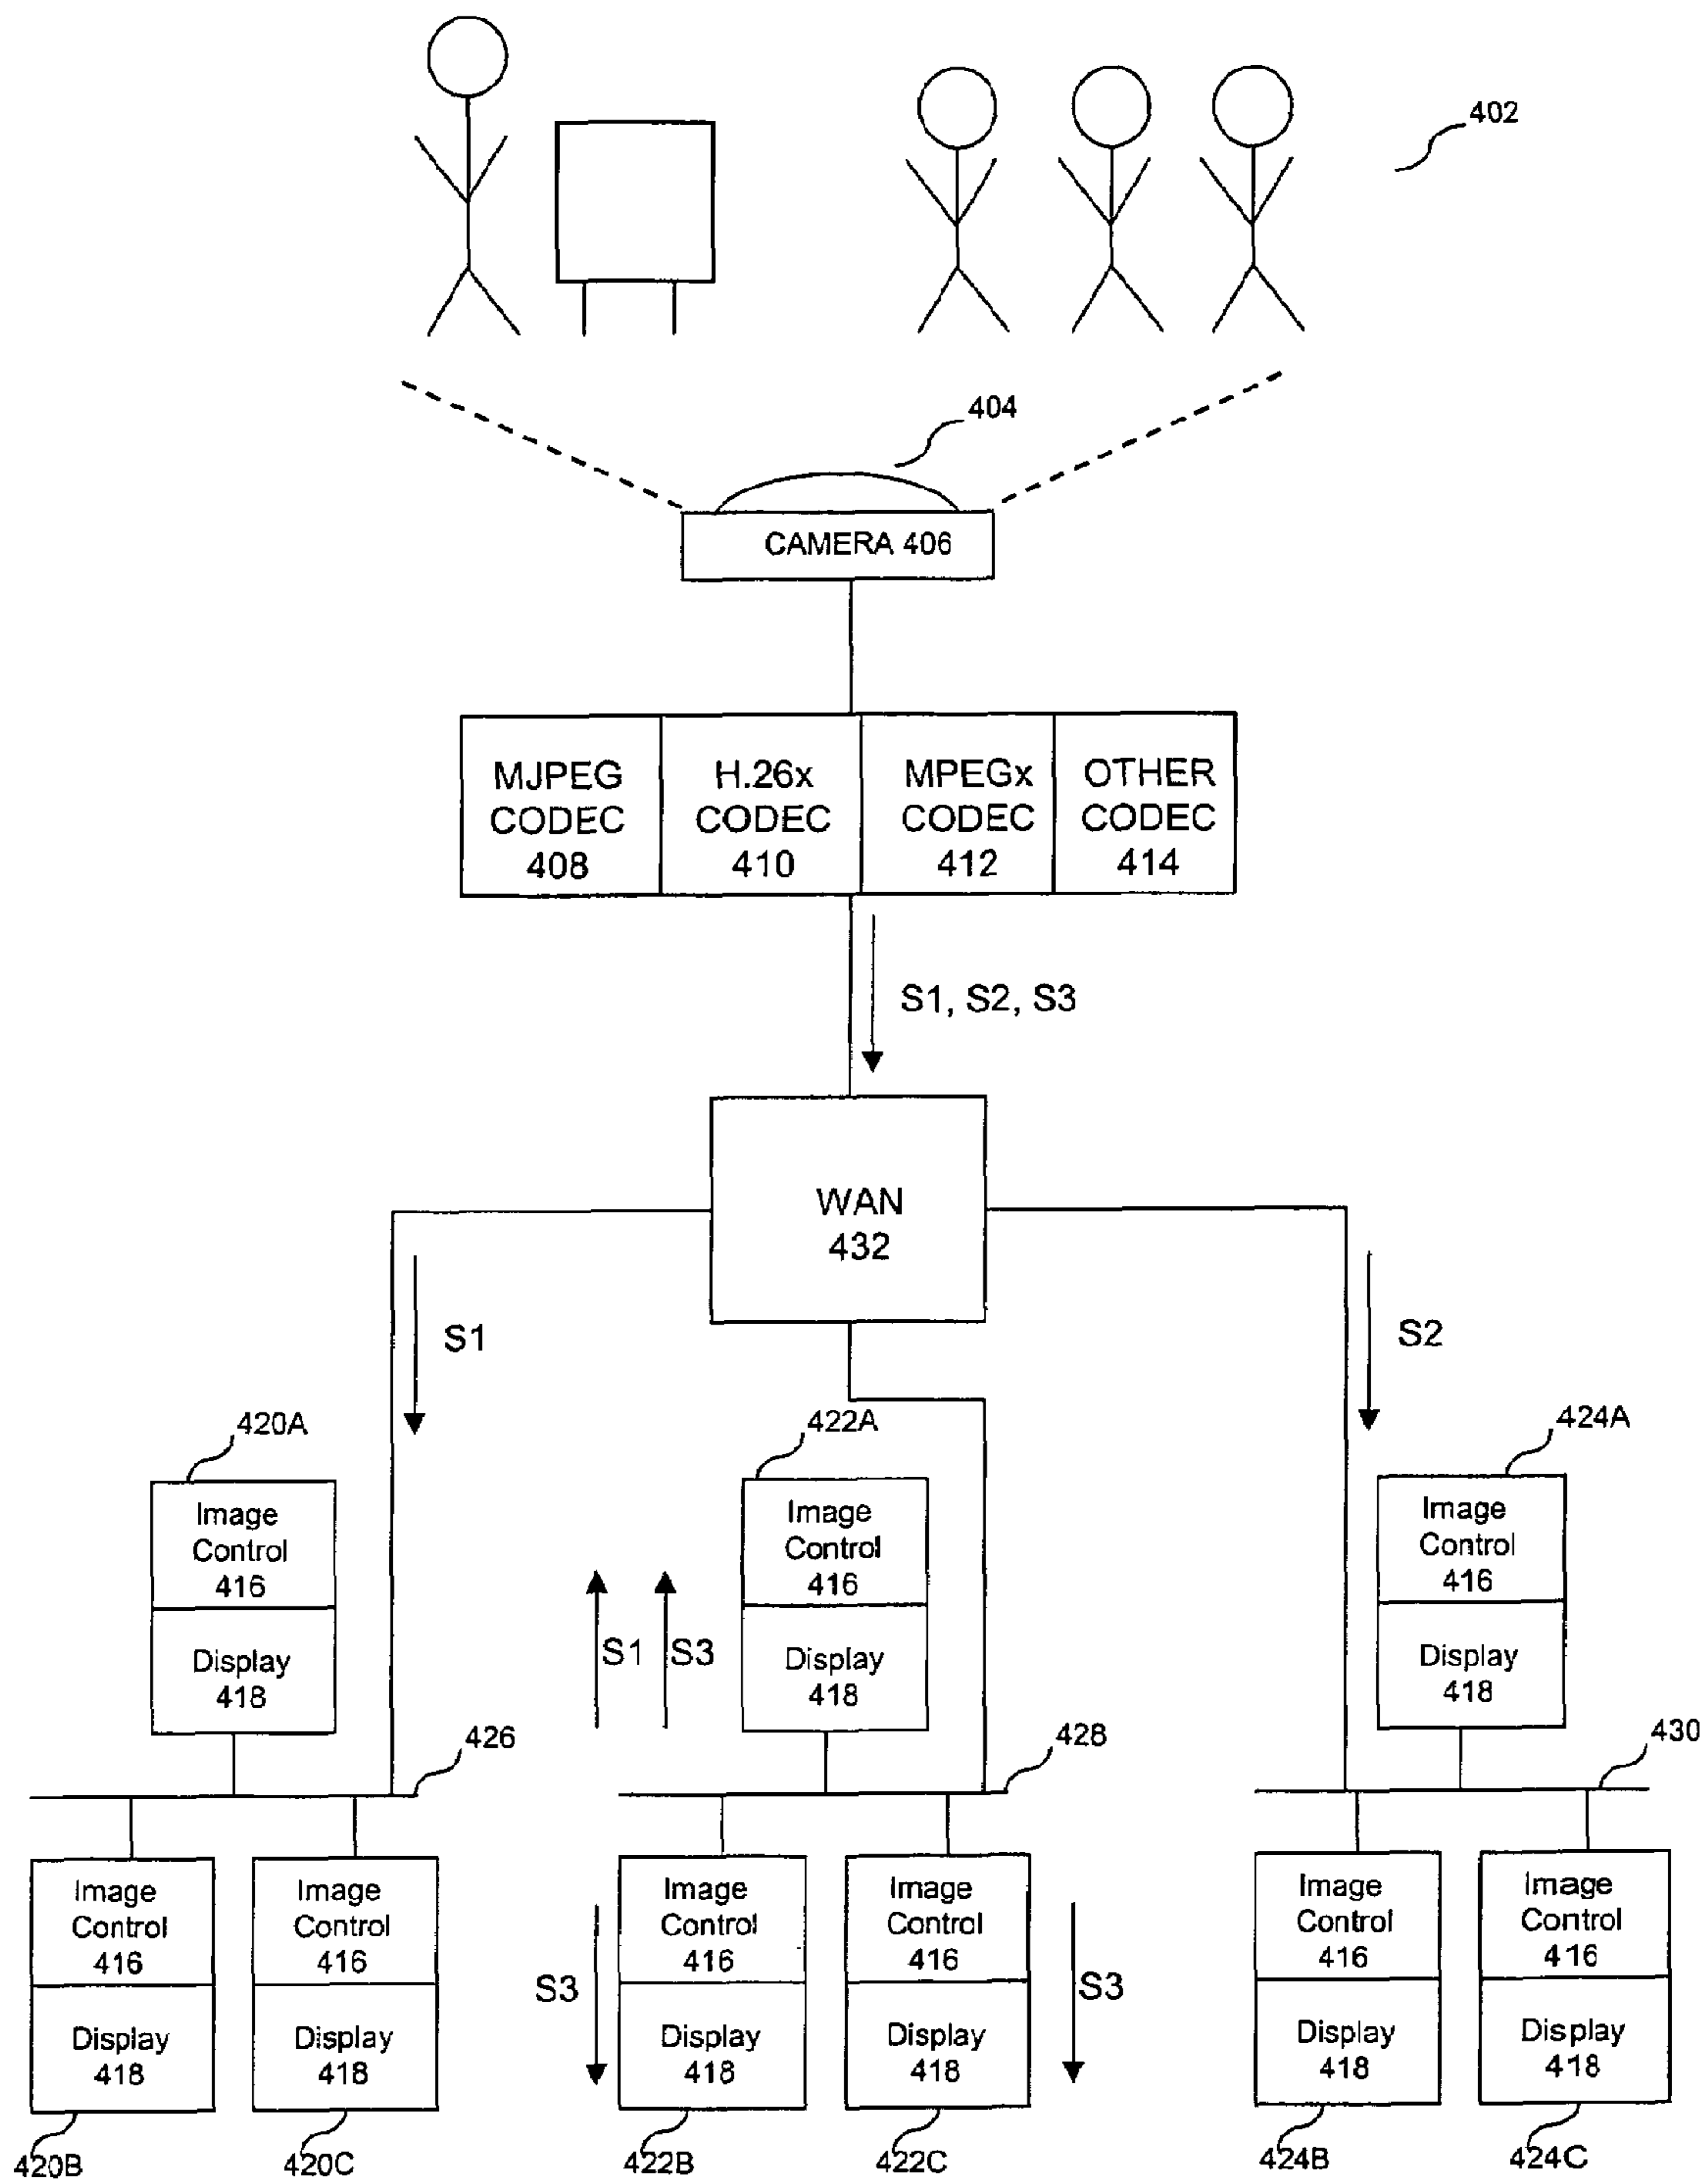 402
404
CAMERA 406
MJPEG
CODEC
408
H.26x
CODEC
410
MPEGx
CODEC
412
OTHER
CODEC
414
S1, S2, S3
WAN
432
S1
S2
420A
Image
Control
416
Display
418
422A
Image
Control
416
Display
418
S1
S3
424A
Image
Control
416
Display
418
426
428
430
Image
Control
416
Display
418
420B
Image
Control
416
Display
418
420C
S3
Image
Control
416
Display
418
422B
Image
Control
416
Display
418
422C
S3
Image
Control
416
Display
418
424B
Image
Control
416
Display
418
424C